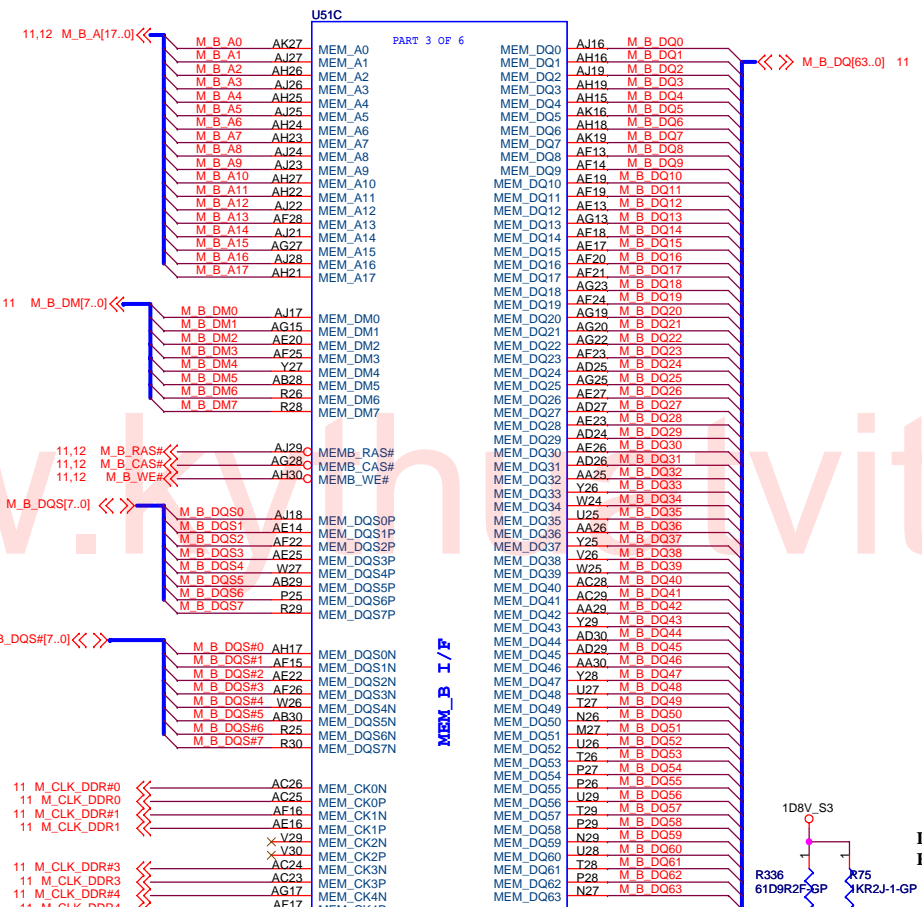 U51C
PART 3 OF 6
11,12 M_B_A[17..0]
M_B_A0 AK27 MEM_A0
M_B_A1 AJ27 MEM_A1
M_B_A2 AH26 MEM_A2
M_B_A3 AJ26 MEM_A3
M_B_A4 AH25 MEM_A4
M_B_A5 AJ25 MEM_A5
M_B_A6 AH24 MEM_A6
M_B_A7 AH23 MEM_A7
M_B_A8 AJ24 MEM_A8
M_B_A9 AJ23 MEM_A9
M_B_A10 AH27 MEM_A10
M_B_A11 AH22 MEM_A11
M_B_A12 AJ22 MEM_A12
M_B_A13 AF28 MEM_A13
M_B_A14 AJ21 MEM_A14
M_B_A15 AG27 MEM_A15
M_B_A16 AJ28 MEM_A16
M_B_A17 AH21 MEM_A17
11 M_B_DM[7..0]
M_B_DM0 AJ17 MEM_DM0
M_B_DM1 AG15 MEM_DM1
M_B_DM2 AE20 MEM_DM2
M_B_DM3 AF25 MEM_DM3
M_B_DM4 Y27 MEM_DM4
M_B_DM5 AB28 MEM_DM5
M_B_DM6 R26 MEM_DM6
M_B_DM7 R28 MEM_DM7
11,12 M_B_RAS# AJ29 MEMB_RAS#
11,12 M_B_CAS# AG28 MEMB_CAS#
11,12 M_B_WE# AH30 MEMB_WE#
M_B_DQS[7..0]
M_B_DQS0 AJ18 MEM_DQS0P
M_B_DQS1 AE14 MEM_DQS1P
M_B_DQS2 AF22 MEM_DQS2P
M_B_DQS3 AE25 MEM_DQS3P
M_B_DQS4 W27 MEM_DQS4P
M_B_DQS5 AB29 MEM_DQS5P
M_B_DQS6 P25 MEM_DQS6P
M_B_DQS7 R29 MEM_DQS7P
B_DQS#[7..0]
M_B_DQS#0 AH17 MEM_DQS0N
M_B_DQS#1 AF15 MEM_DQS1N
M_B_DQS#2 AE22 MEM_DQS2N
M_B_DQS#3 AF26 MEM_DQS3N
M_B_DQS#4 W26 MEM_DQS4N
M_B_DQS#5 AB30 MEM_DQS5N
M_B_DQS#6 R25 MEM_DQS6N
M_B_DQS#7 R30 MEM_DQS7N
11 M_CLK_DDR#0 AC26 MEM_CK0N
11 M_CLK_DDR0 AC25 MEM_CK0P
11 M_CLK_DDR#1 AF16 MEM_CK1N
11 M_CLK_DDR1 AE16 MEM_CK1P
V29 MEM_CK2N
V30 MEM_CK2P
11 M_CLK_DDR#3 AC24 MEM_CK3N
11 M_CLK_DDR3 AC23 MEM_CK3P
11 M_CLK_DDR#4 AG17 MEM_CK4N
MEM_B I/F
M_B_DQ[63..0] 11
MEM_DQ0 AJ16 M_B_DQ0
MEM_DQ1 AH16 M_B_DQ1
MEM_DQ2 AJ19 M_B_DQ2
MEM_DQ3 AH19 M_B_DQ3
MEM_DQ4 AH15 M_B_DQ4
MEM_DQ5 AK16 M_B_DQ5
MEM_DQ6 AH18 M_B_DQ6
MEM_DQ7 AK19 M_B_DQ7
MEM_DQ8 AF13 M_B_DQ8
MEM_DQ9 AF14 M_B_DQ9
MEM_DQ10 AE19 M_B_DQ10
MEM_DQ11 AF19 M_B_DQ11
MEM_DQ12 AE13 M_B_DQ12
MEM_DQ13 AG13 M_B_DQ13
MEM_DQ14 AF18 M_B_DQ14
MEM_DQ15 AE17 M_B_DQ15
MEM_DQ16 AF20 M_B_DQ16
MEM_DQ17 AF21 M_B_DQ17
MEM_DQ18 AG23 M_B_DQ18
MEM_DQ19 AF24 M_B_DQ19
MEM_DQ20 AG19 M_B_DQ20
MEM_DQ21 AG20 M_B_DQ21
MEM_DQ22 AG22 M_B_DQ22
MEM_DQ23 AF23 M_B_DQ23
MEM_DQ24 AD25 M_B_DQ24
MEM_DQ25 AG25 M_B_DQ25
MEM_DQ26 AE27 M_B_DQ26
MEM_DQ27 AD27 M_B_DQ27
MEM_DQ28 AE23 M_B_DQ28
MEM_DQ29 AD24 M_B_DQ29
MEM_DQ30 AE26 M_B_DQ30
MEM_DQ31 AD26 M_B_DQ31
MEM_DQ32 AA25 M_B_DQ32
MEM_DQ33 Y26 M_B_DQ33
MEM_DQ34 W24 M_B_DQ34
MEM_DQ35 U25 M_B_DQ35
MEM_DQ36 AA26 M_B_DQ36
MEM_DQ37 Y25 M_B_DQ37
MEM_DQ38 V26 M_B_DQ38
MEM_DQ39 W25 M_B_DQ39
MEM_DQ40 AC28 M_B_DQ40
MEM_DQ41 AC29 M_B_DQ41
MEM_DQ42 AA29 M_B_DQ42
MEM_DQ43 Y29 M_B_DQ43
MEM_DQ44 AD30 M_B_DQ44
MEM_DQ45 AD29 M_B_DQ45
MEM_DQ46 AA30 M_B_DQ46
MEM_DQ47 Y28 M_B_DQ47
MEM_DQ48 U27 M_B_DQ48
MEM_DQ49 T27 M_B_DQ49
MEM_DQ50 N26 M_B_DQ50
MEM_DQ51 M27 M_B_DQ51
MEM_DQ52 U26 M_B_DQ52
MEM_DQ53 T26 M_B_DQ53
MEM_DQ54 P27 M_B_DQ54
MEM_DQ55 P26 M_B_DQ55
MEM_DQ56 U29 M_B_DQ56
MEM_DQ57 T29 M_B_DQ57
MEM_DQ58 P29 M_B_DQ58
MEM_DQ59 N29 M_B_DQ59
MEM_DQ60 U28 M_B_DQ60
MEM_DQ61 T28 M_B_DQ61
MEM_DQ62 P28 M_B_DQ62
MEM_DQ63 N27 M_B_DQ63
1D8V_S3
1 1
R336 R75
61D9R2F-GP 1KR2J-1-GP